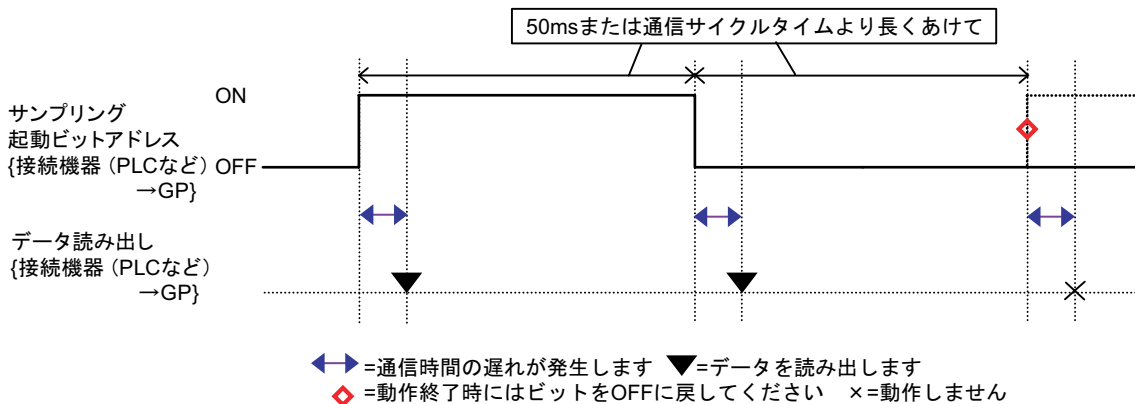 50msまたは通信サイクルタイムより長くあけて
ON
サンプリング
起動ビットアドレス
{接続機器（PLCなど）
→GP}
OFF
データ読み出し
{接続機器（PLCなど）
→GP}
=通信時間の遅れが発生します ▼=データを読み出します
=動作終了時にはビットをOFFに戻してください ×=動作しません